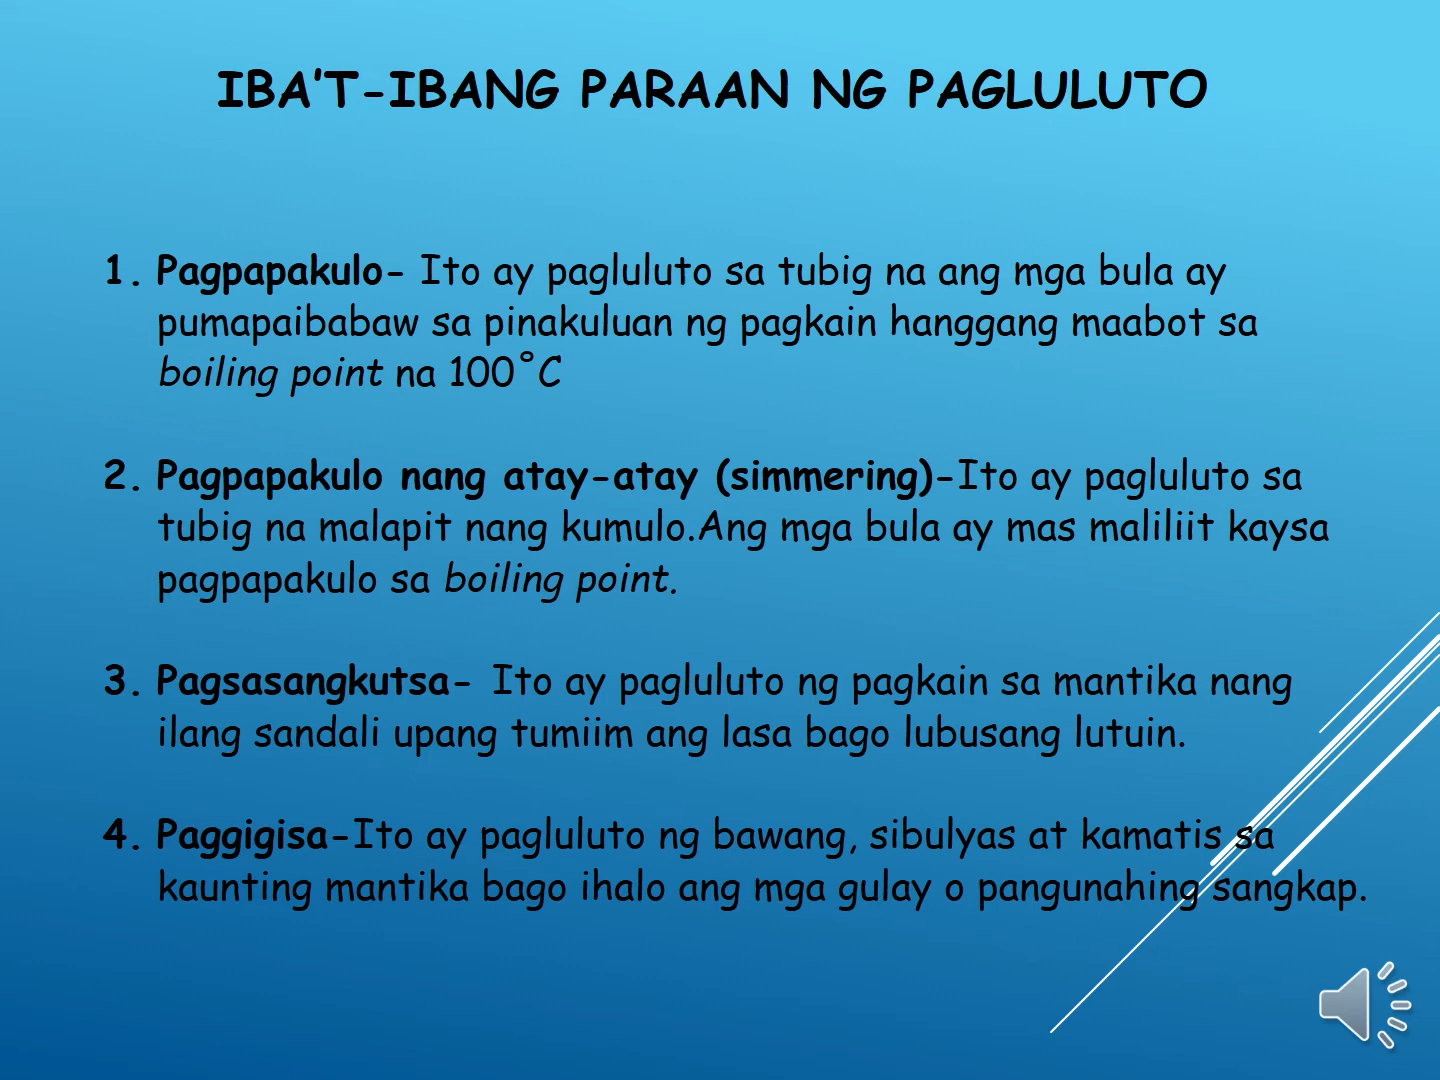 IBA'T-IBANG PARAAN NG PAGLULUTO
1. Pagpapakulo- Ito ay pagluluto sa tubig na ang mga bula ay
pumapaibabaw sa pinakuluan ng pagkain hanggang maabot sa
boiling point na 100˚C
2. Pagpapakulo nang atay-atay (simmering)-Ito ay pagluluto sa
tubig na malapit nang kumulo.Ang mga bula ay mas maliliit kaysa
pagpapakulo sa boiling point.
3. Pagsasangkutsa- Ito ay pagluluto ng pagkain sa mantika nang
ilang sandali upang tumiim ang lasa bago lubusang lutuin.
4. Paggigisa-Ito ay pagluluto ng bawang, sibulyas at kamatis sa
kaunting mantika bago ihalo ang mga gulay o pangunahing sangkap.